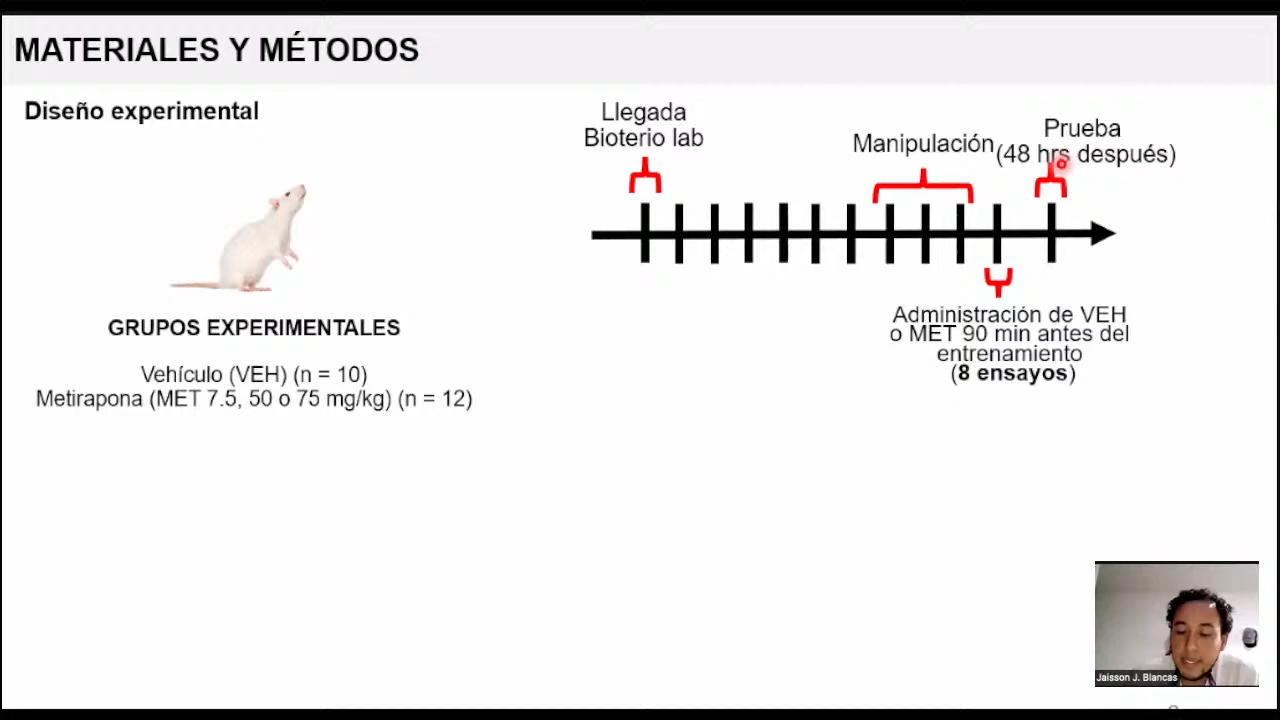 MATERIALES Y MÉTODOS
Diseño experimental
Llegada
Bioterio lab
Manipulación
Prueba
(48 hrs después)
GRUPOS EXPERIMENTALES
Vehículo (VEH) (n = 10)
Metirapona (MET 7.5, 50 o 75 mg/kg) (n = 12)
Administración de VEH
o MET 90 min antes del
entrenamiento
(8 ensayos)
Jaisson J. Blancas